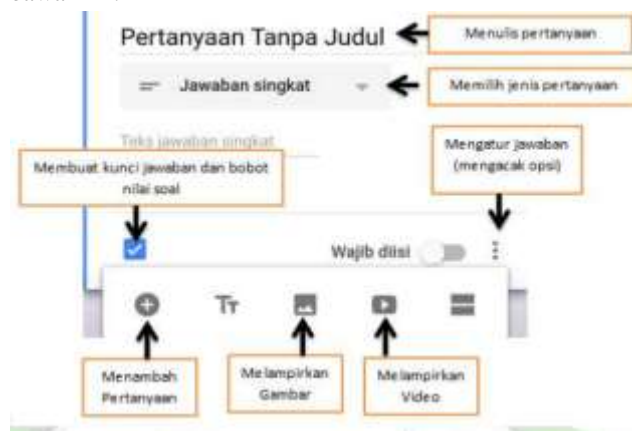 Pertanyaan Tanpa Judul
Menulis pertanyaan
Jawaban singkat
Memilih jenis pertanyaan
Teks jawaban singkat
Membuat kunci jawaban dan bobot
nilai soal
Mengatur jawaban
(mengacak opsi)
Wajib diisi
Tт
Menambah
Pertanyaan
Melampirkan
Gambar
Melampirkan
Video